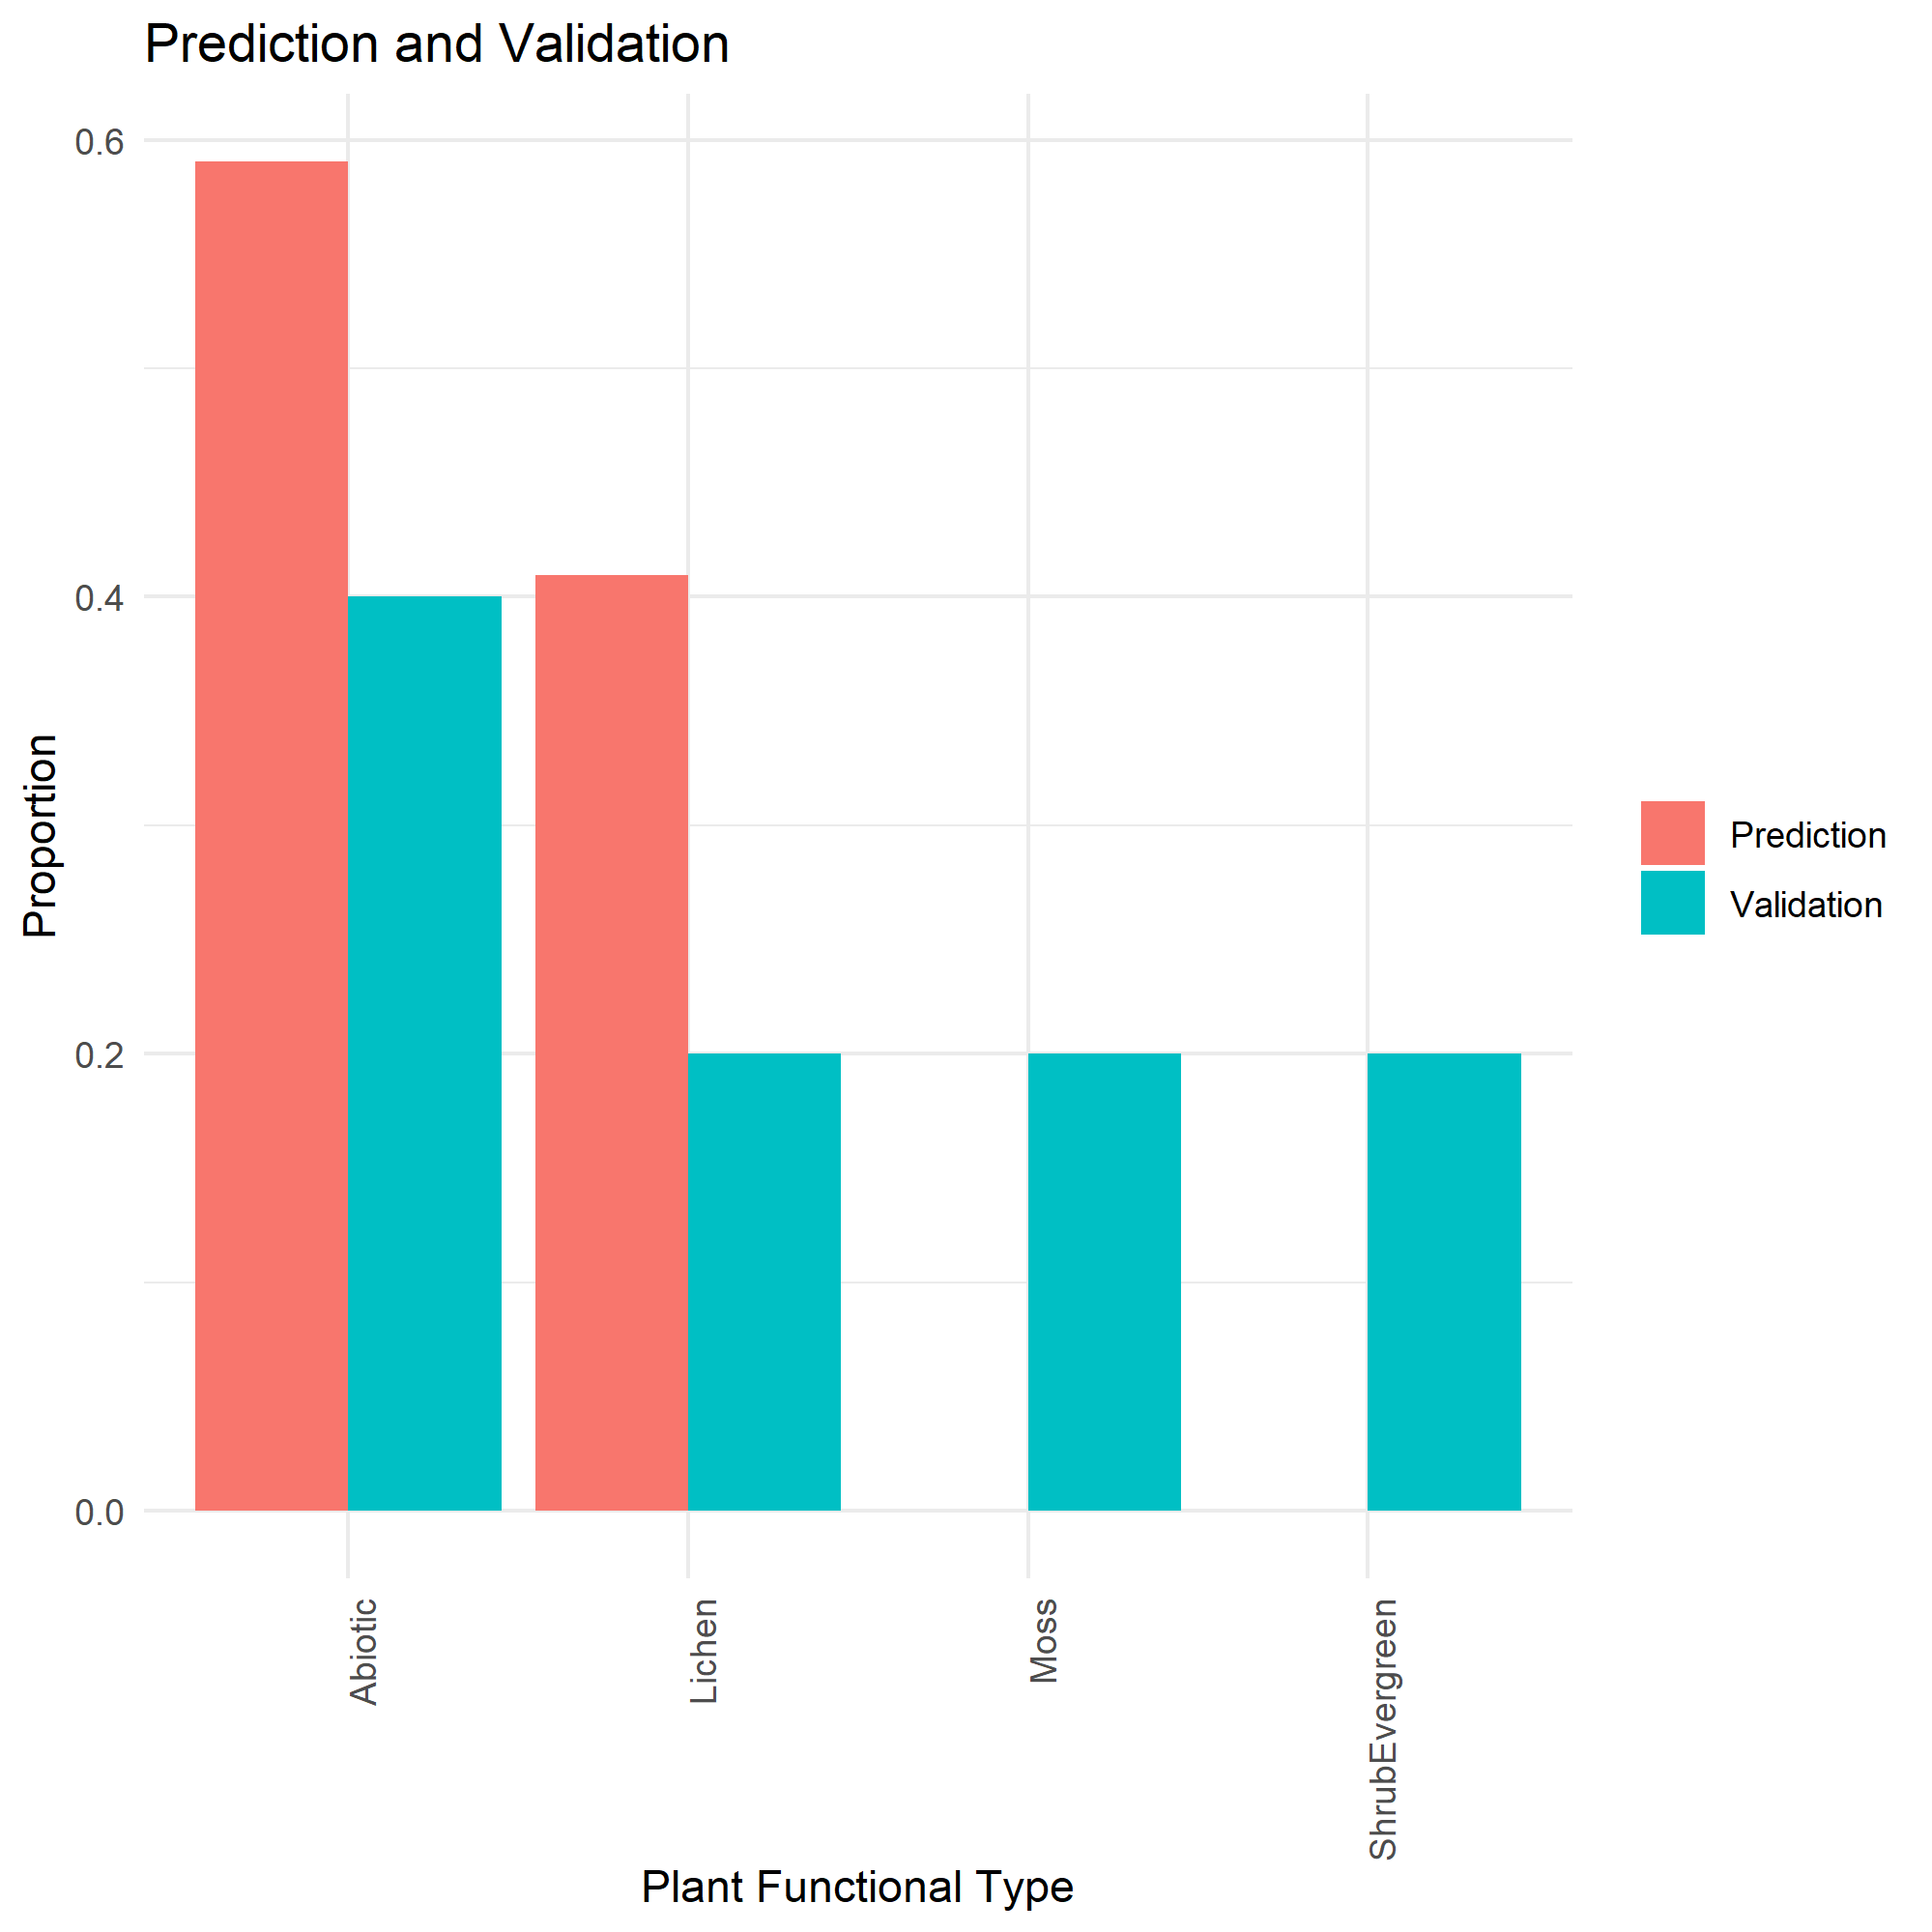 Prediction and Validation
0.6
0.4
0.2
0.0
Proportion
Abiotic
Lichen
Moss
ShrubEvergreen
Plant Functional Type
Prediction
Validation